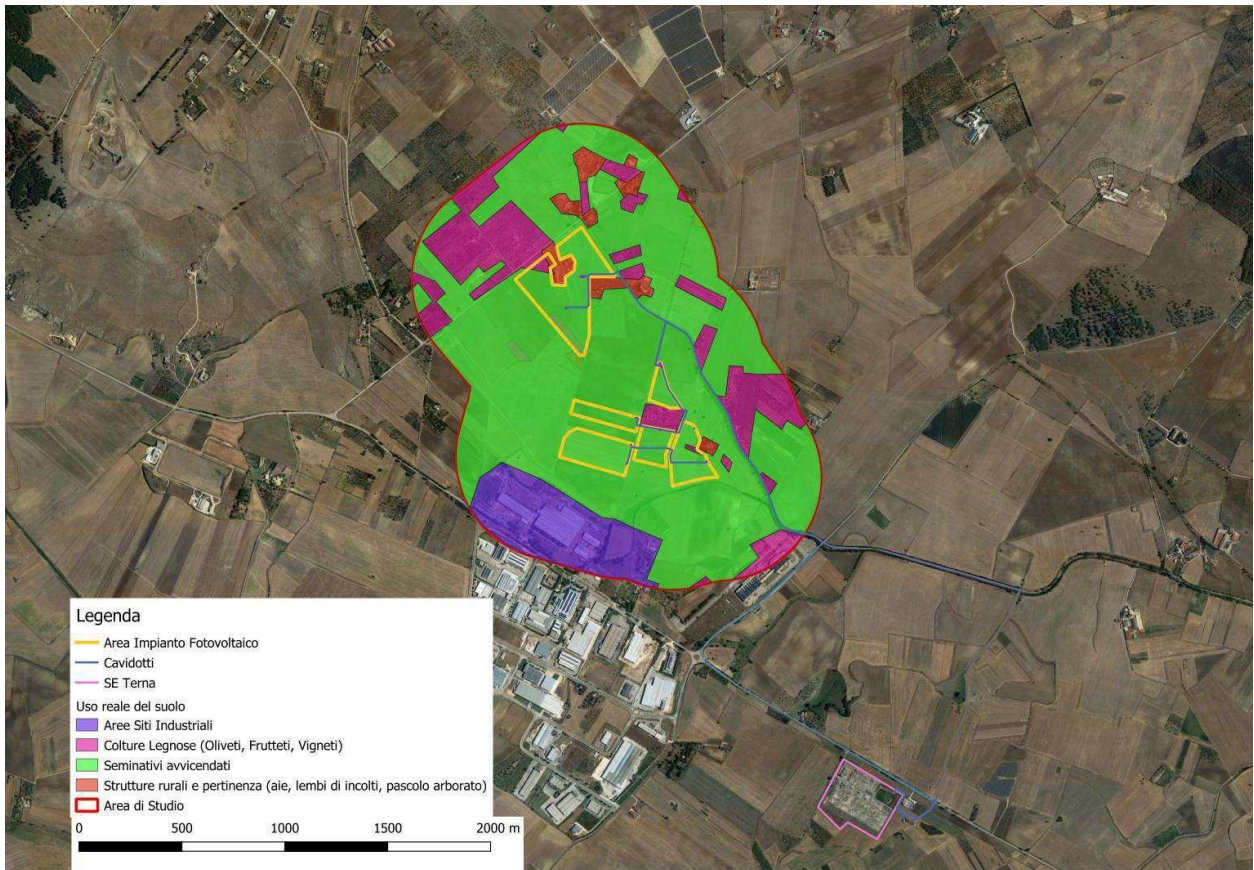 Legenda
Area Impianto Fotovoltaico
Cavidotti
SE Terna
Uso reale del suolo
Aree Siti Industriali
Colture Legnose (Oliveti, Frutteti, Vigneti)
Seminativi avvicendati
Strutture rurali e pertinenza (aie, lembi di incolti, pascolo arborato)
Area di Studio
0 500 1000 1500 2000 m